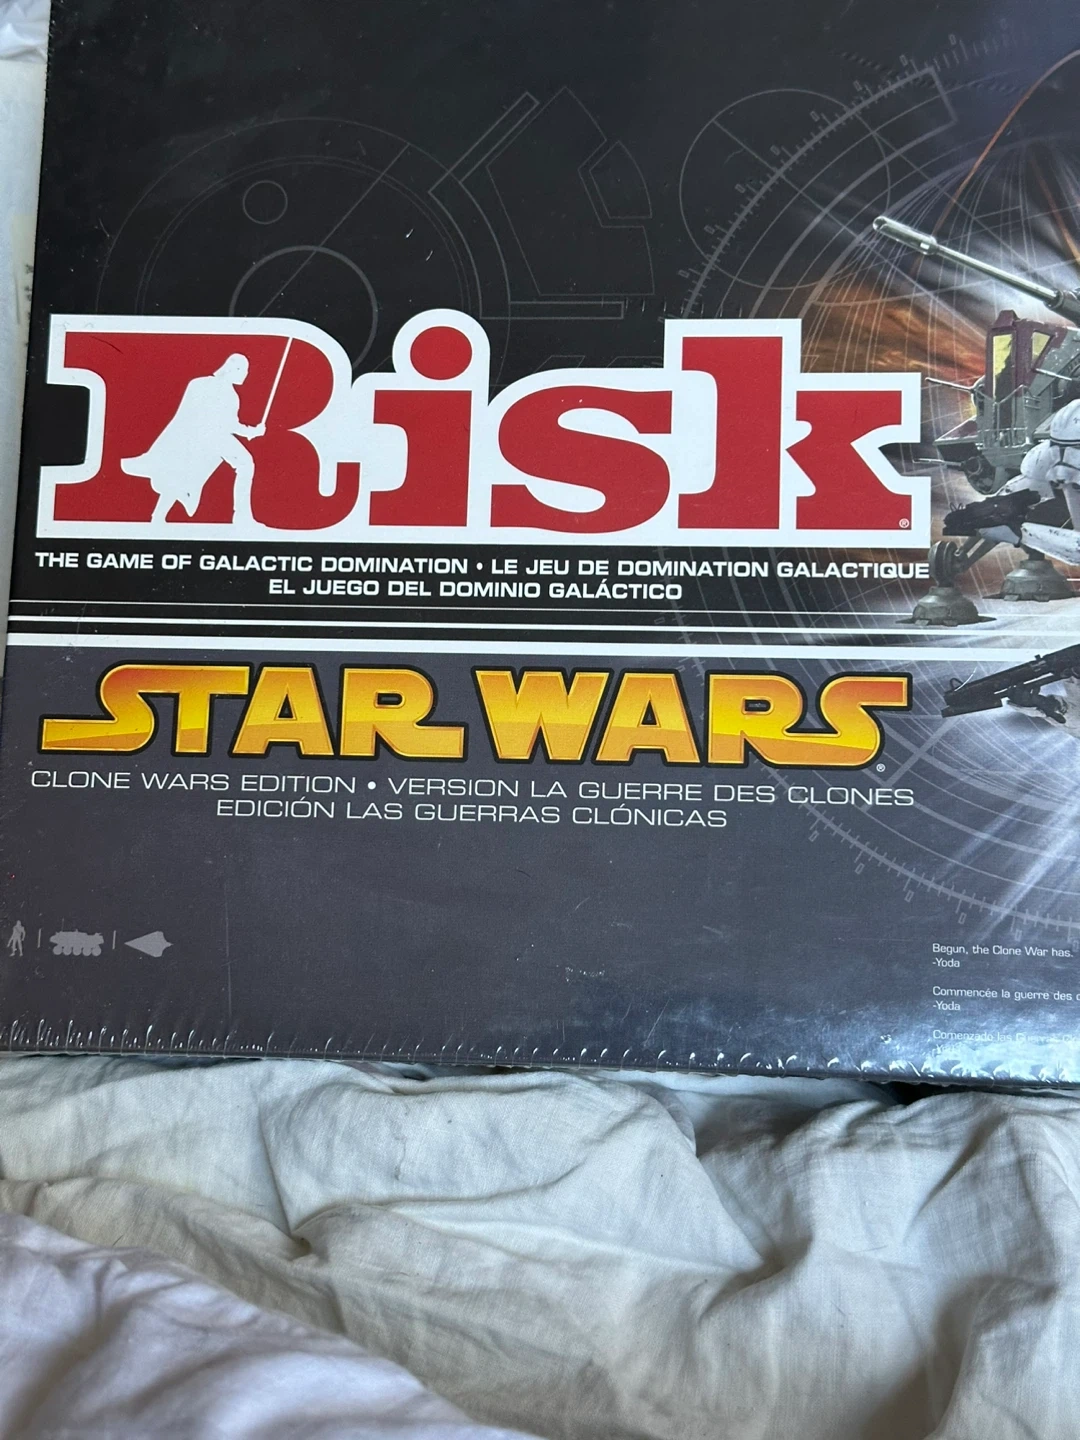 Risk®
THE GAME OF GALACTIC DOMINATION • LE JEU DE DOMINATION GALACTIQUE
EL JUEGO DEL DOMINIO GALÁCTICO
STAR WARS®
CLONE WARS EDITION • VERSION LA GUERRE DES CLONES
EDICIÓN LAS GUERRAS CLÓNICAS
Begun, the Clone War has.
-Yoda
Commencée la guerre des
-Yoda
Comenzado las